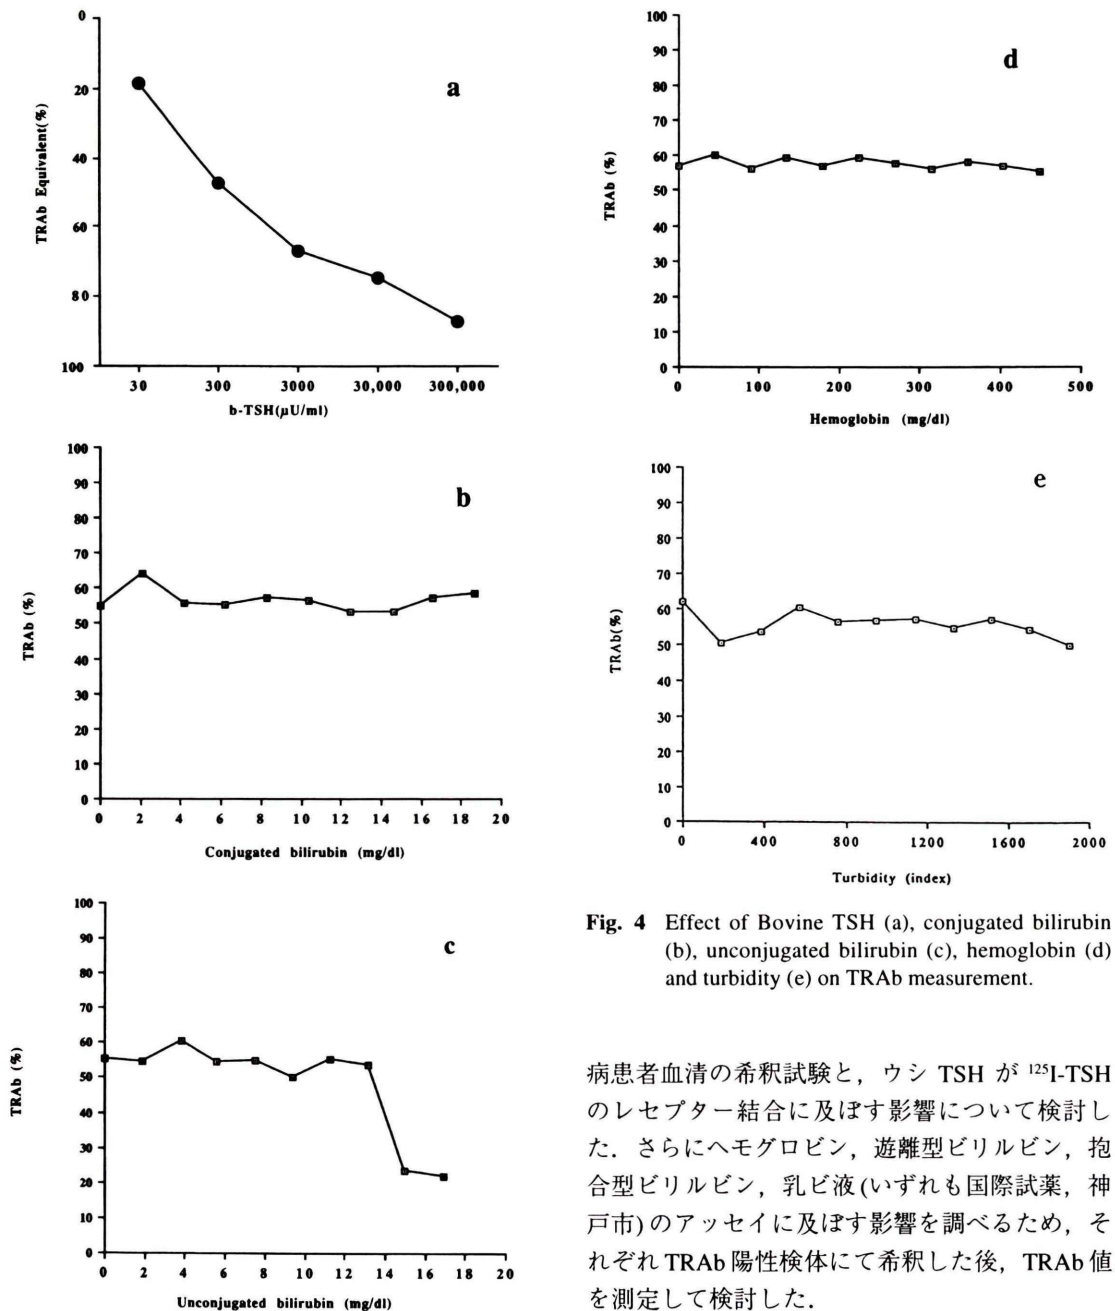 0
20
40
60
80
100
TRAb Equivalent(%)
a
30 300 3000 30,000 300,000
b-TSH(μU/ml)
100
90
80
70
60
50
40
30
20
10
0
TRAb (%)
b
0 2 4 6 8 10 12 14 16 18 20
Conjugated bilirubin (mg/dl)
100
90
80
70
60
50
40
30
20
10
0
TRAb (%)
c
0 2 4 6 8 10 12 14 16 18 20
Unconjugated bilirubin (mg/dl)
100
90
80
70
60
50
40
30
20
10
0
TRAb (%)
d
0 100 200 300 400 500
Hemoglobin (mg/dl)
100
90
80
70
60
50
40
30
20
10
0
TRAb(%)
e
0 400 800 1200 1600 2000
Turbidity (index)
Fig. 4 Effect of Bovine TSH (a), conjugated bilirubin
(b), unconjugated bilirubin (c), hemoglobin (d)
and turbidity (e) on TRAb measurement.
病患者血清の希釈試験と，ウシ TSH が ¹²⁵I-TSH
のレセプター結合に及ぼす影響について検討し
た．さらにヘモグロビン，遊離型ビリルビン，抱
合型ビリルビン，乳ビ液(いずれも国際試薬，神
戸市)のアッセイに及ぼす影響を調べるため，そ
れぞれ TRAb 陽性検体にて希釈した後，TRAb 値
を測定して検討した．